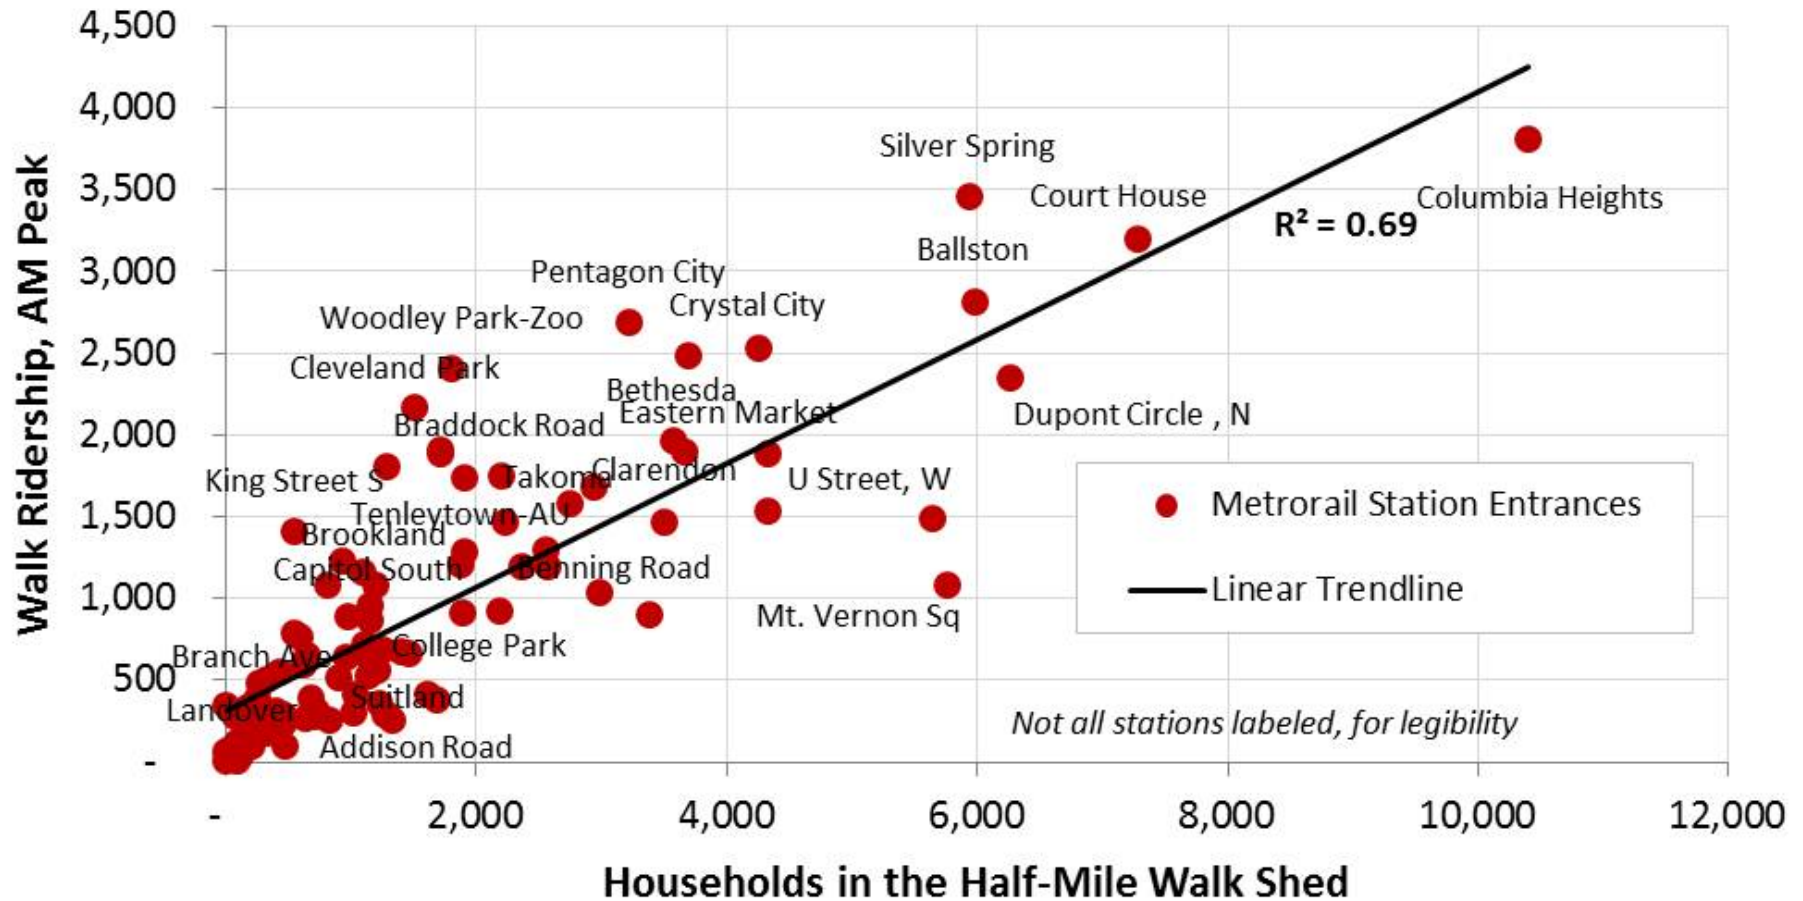 4,500
4,000
3,500
3,000
2,500
2,000
1,500
1,000
500
-
Walk Ridership, AM Peak
Silver Spring
Court House
Columbia Heights
R² = 0.69
Ballston
Pentagon City
Crystal City
Woodley Park-Zoo
Cleveland Park
Bethesda
Eastern Market
Dupont Circle , N
Braddock Road
Takoma
Clarendon
King Street S
U Street, W
Tenleytown-AU
Brookland
Capitol South
Benning Road
Mt. Vernon Sq
College Park
Branch Ave
Suitland
Landover
Addison Road
Metrorail Station Entrances
Linear Trendline
Not all stations labeled, for legibility
-
2,000
4,000
6,000
8,000
10,000
12,000
Households in the Half-Mile Walk Shed